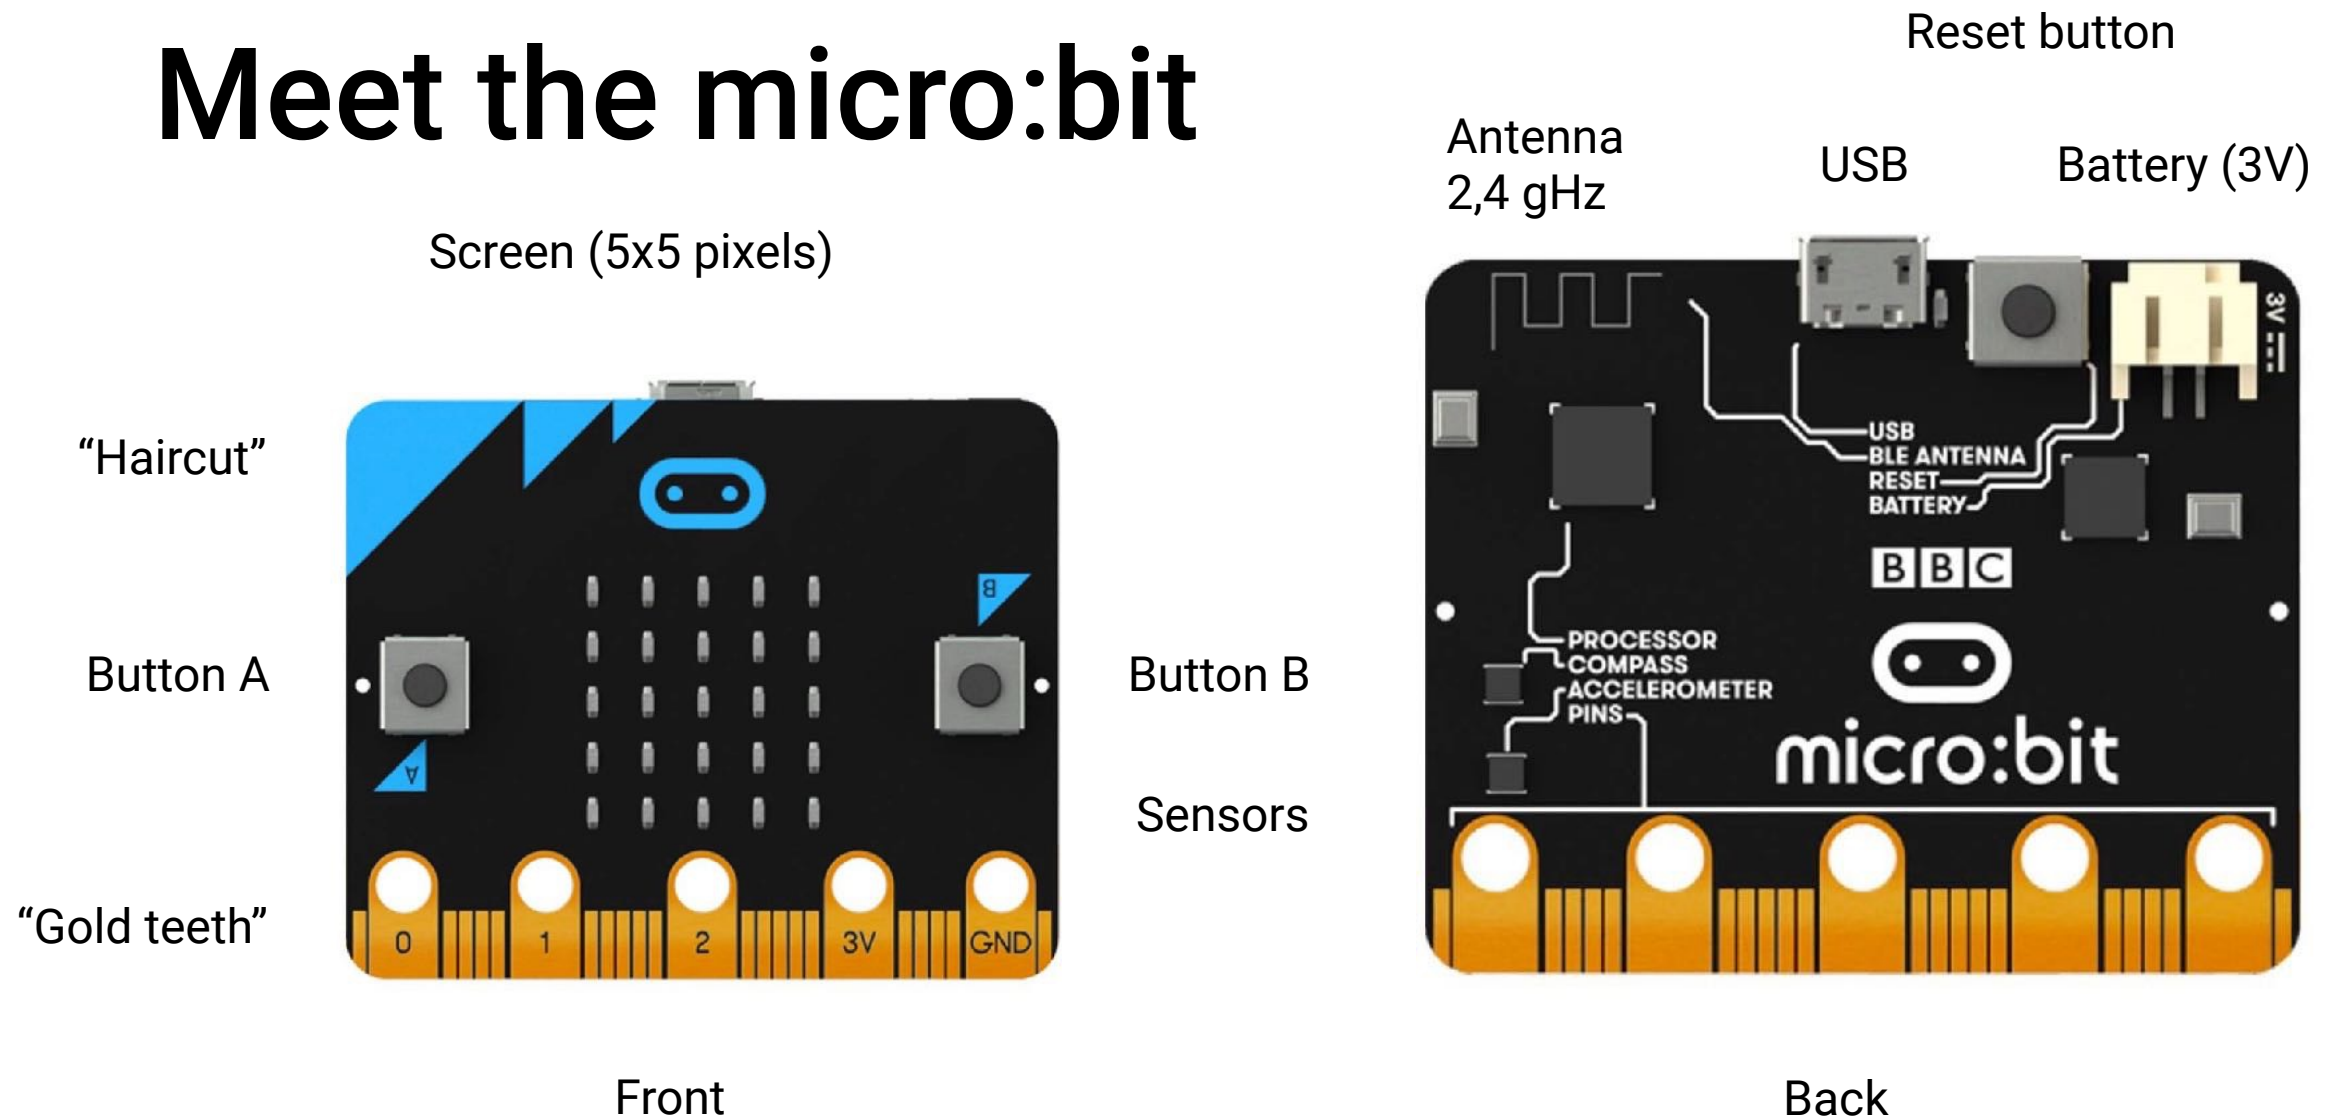 Meet the micro:bit
Reset button
Antenna
2,4 gHz
USB
Battery (3V)
Screen (5x5 pixels)
“Haircut”
Button A
“Gold teeth”
B
A
0
1
2
3V
GND
Button B
Sensors
3V
USB
BLE ANTENNA
RESET
BATTERY
BBC
PROCESSOR
COMPASS
ACCELEROMETER
PINS
micro:bit
Front
Back